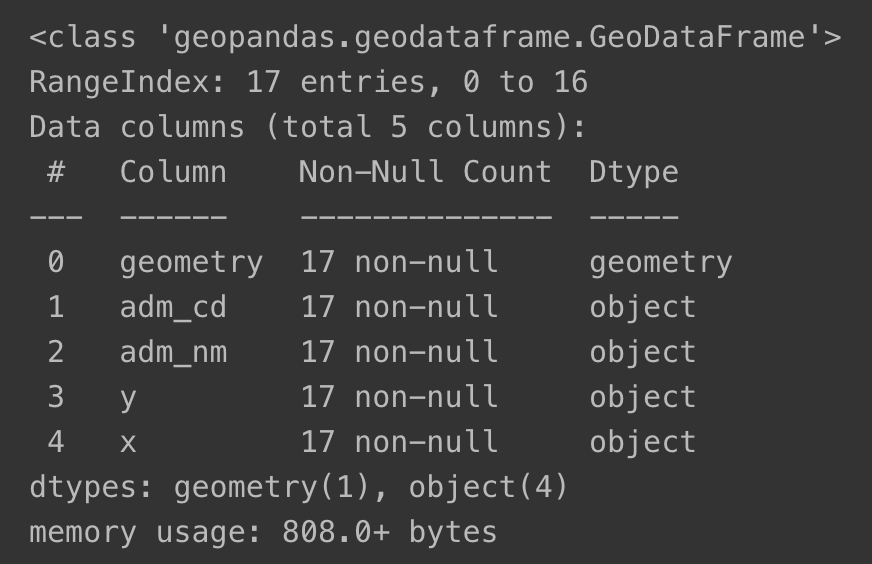 <class 'geopandas.geodataframe.GeoDataFrame'>
RangeIndex: 17 entries, 0 to 16
Data columns (total 5 columns):
 #   Column    Non-Null Count  Dtype
---  ------    --------------  -----
 0   geometry  17 non-null     geometry
 1   adm_cd    17 non-null     object
 2   adm_nm    17 non-null     object
 3   y         17 non-null     object
 4   x         17 non-null     object
dtypes: geometry(1), object(4)
memory usage: 808.0+ bytes